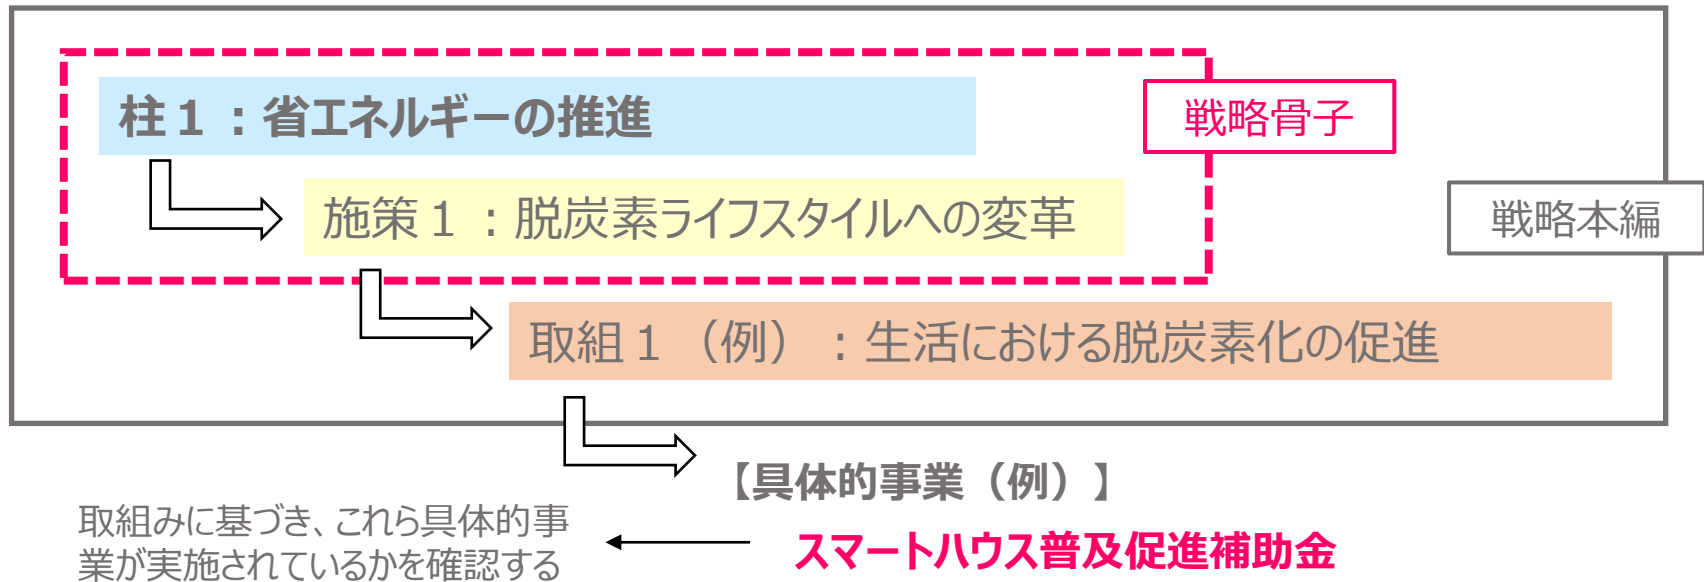 柱１：省エネルギーの推進
戦略骨子
施策１：脱炭素ライフスタイルへの変革
戦略本編
取組１（例）：生活における脱炭素化の促進
【具体的事業（例）】
取組みに基づき、これら具体的事
業が実施されているかを確認する
スマートハウス普及促進補助金